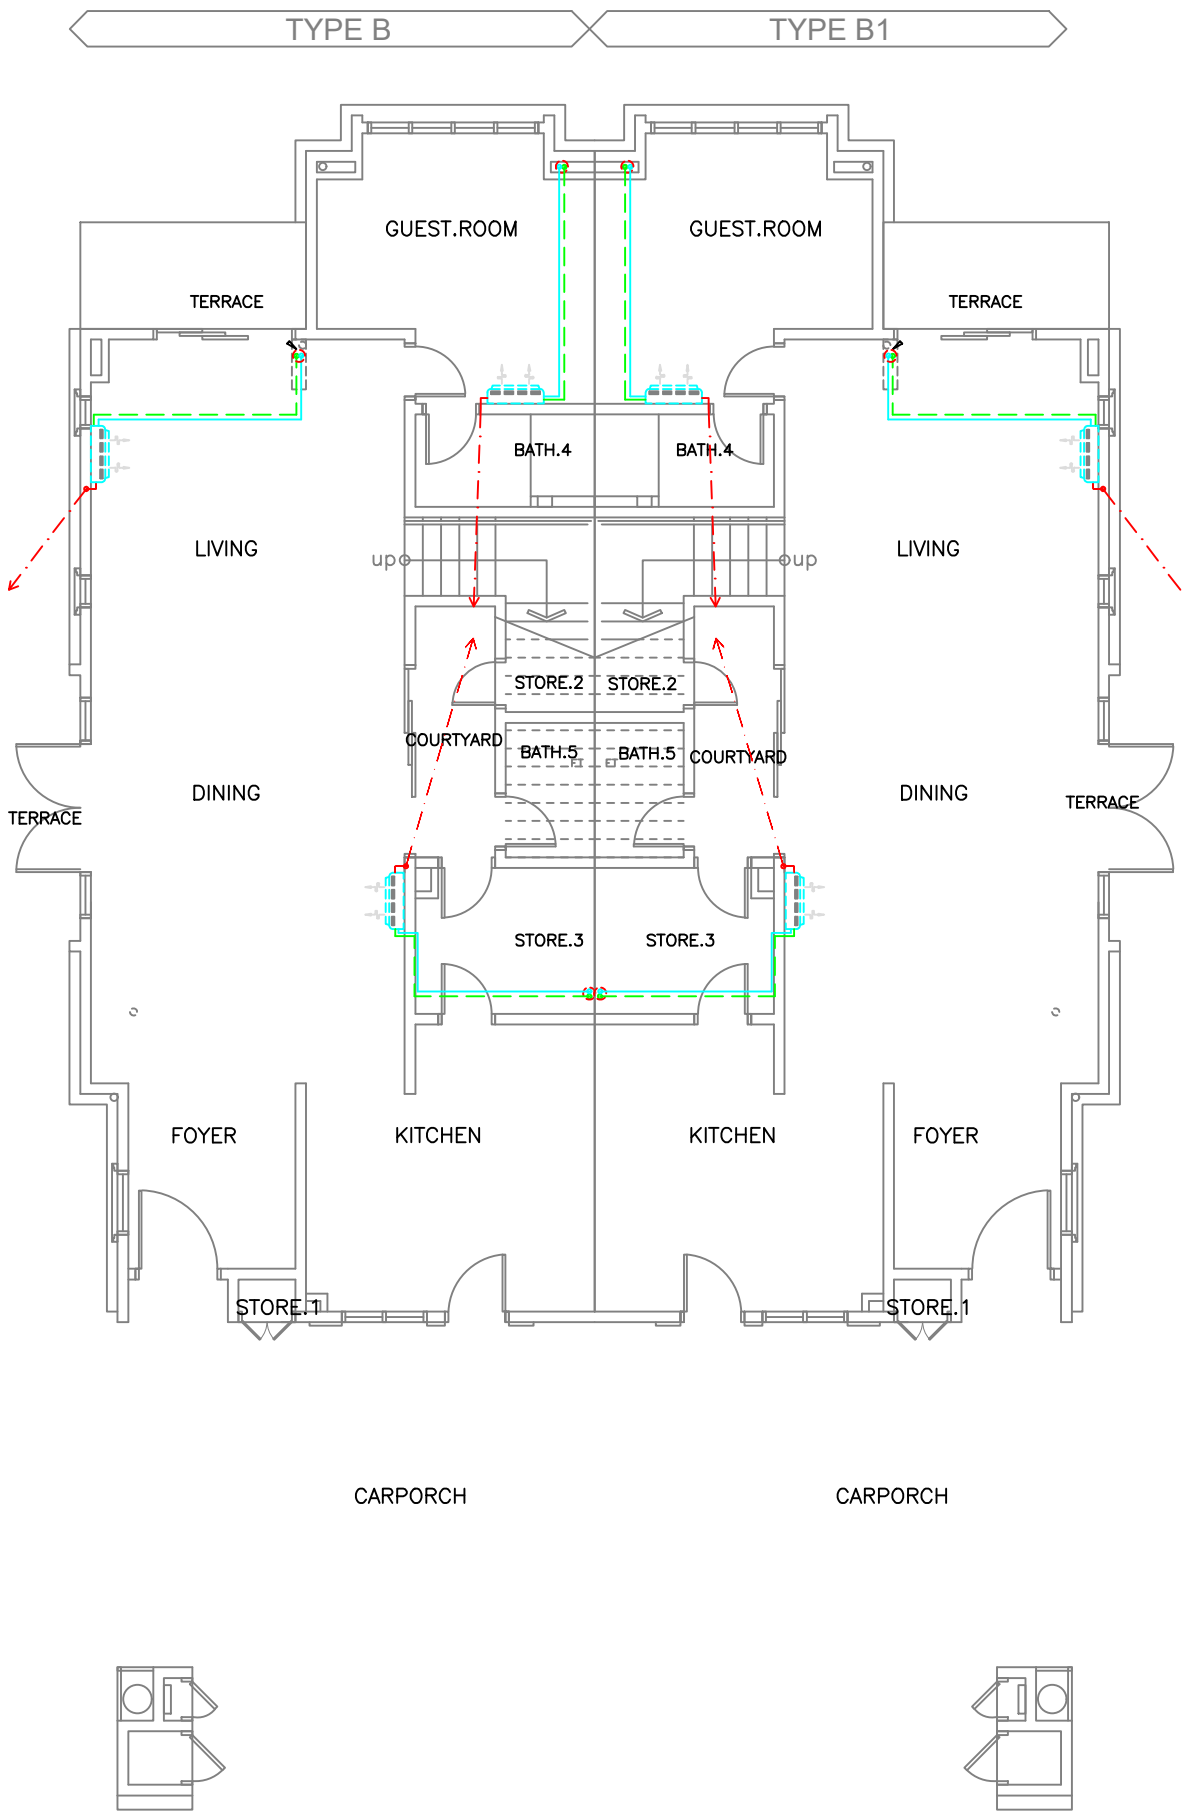 TYPE B
TYPE B1
GUEST.ROOM
GUEST.ROOM
TERRACE
TERRACE
BATH.4
BATH.4
LIVING
LIVING
up
up
STORE.2
STORE.2
COURTYARD
BATH.5
BATH.5
COURTYARD
DINING
DINING
TERRACE
TERRACE
STORE.3
STORE.3
FOYER
KITCHEN
KITCHEN
FOYER
STORE.1
STORE.1
CARPORCH
CARPORCH